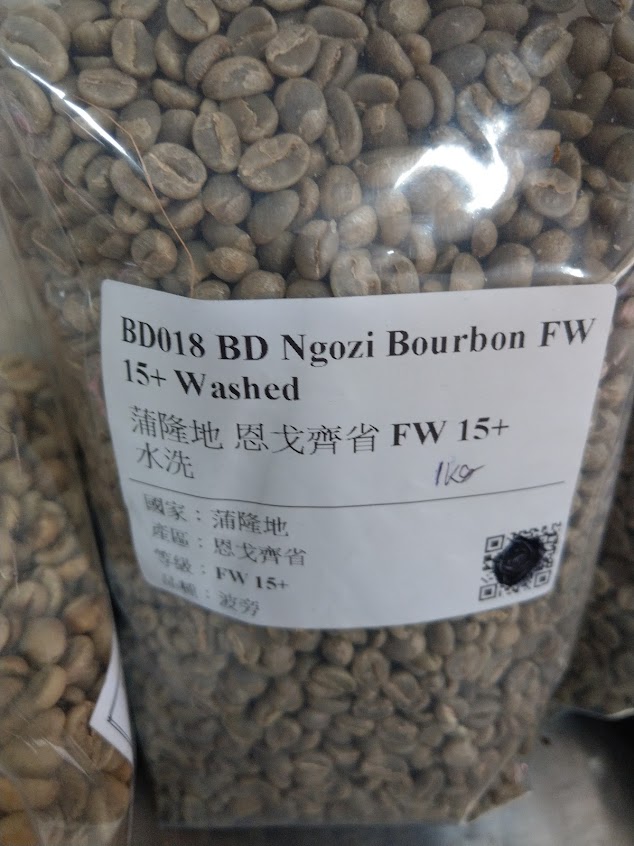 BD018 BD Ngozi Bourbon FW
15+ Washed
蒲隆地 恩戈齊省 FW 15+
水洗
1kg
國家：蒲隆地
產區：恩戈齊省
等級：FW 15+
品種：波旁